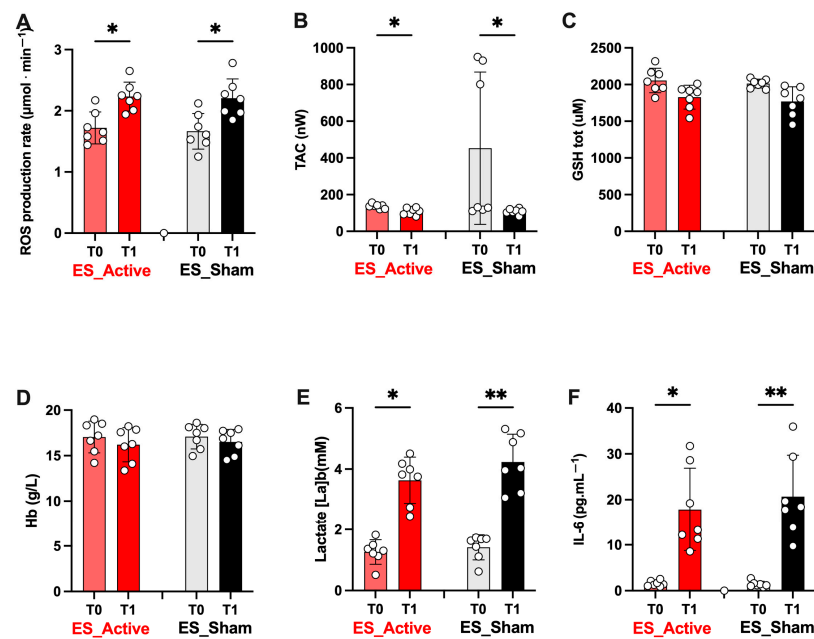 A
ROS production rate (μmol · min⁻¹)
3
2
1
0
* *
T0 T1 T0 T1
ES_Active ES_Sham
B
TAC (nW)
1000
800
600
400
200
0
* *
T0 T1 T0 T1
ES_Active ES_Sham
C
GSH tot (uM)
2500
2000
1500
1000
500
0
T0 T1 T0 T1
ES_Active ES_Sham
D
Hb (g/L)
20
15
10
5
0
T0 T1 T0 T1
ES_Active ES_Sham
E
Lactate [La]b(mM)
6
4
2
0
* **
T0 T1 T0 T1
ES_Active ES_Sham
F
IL-6 (pg.mL⁻¹)
40
30
20
10
0
* **
T0 T1 T0 T1
ES_Active ES_Sham